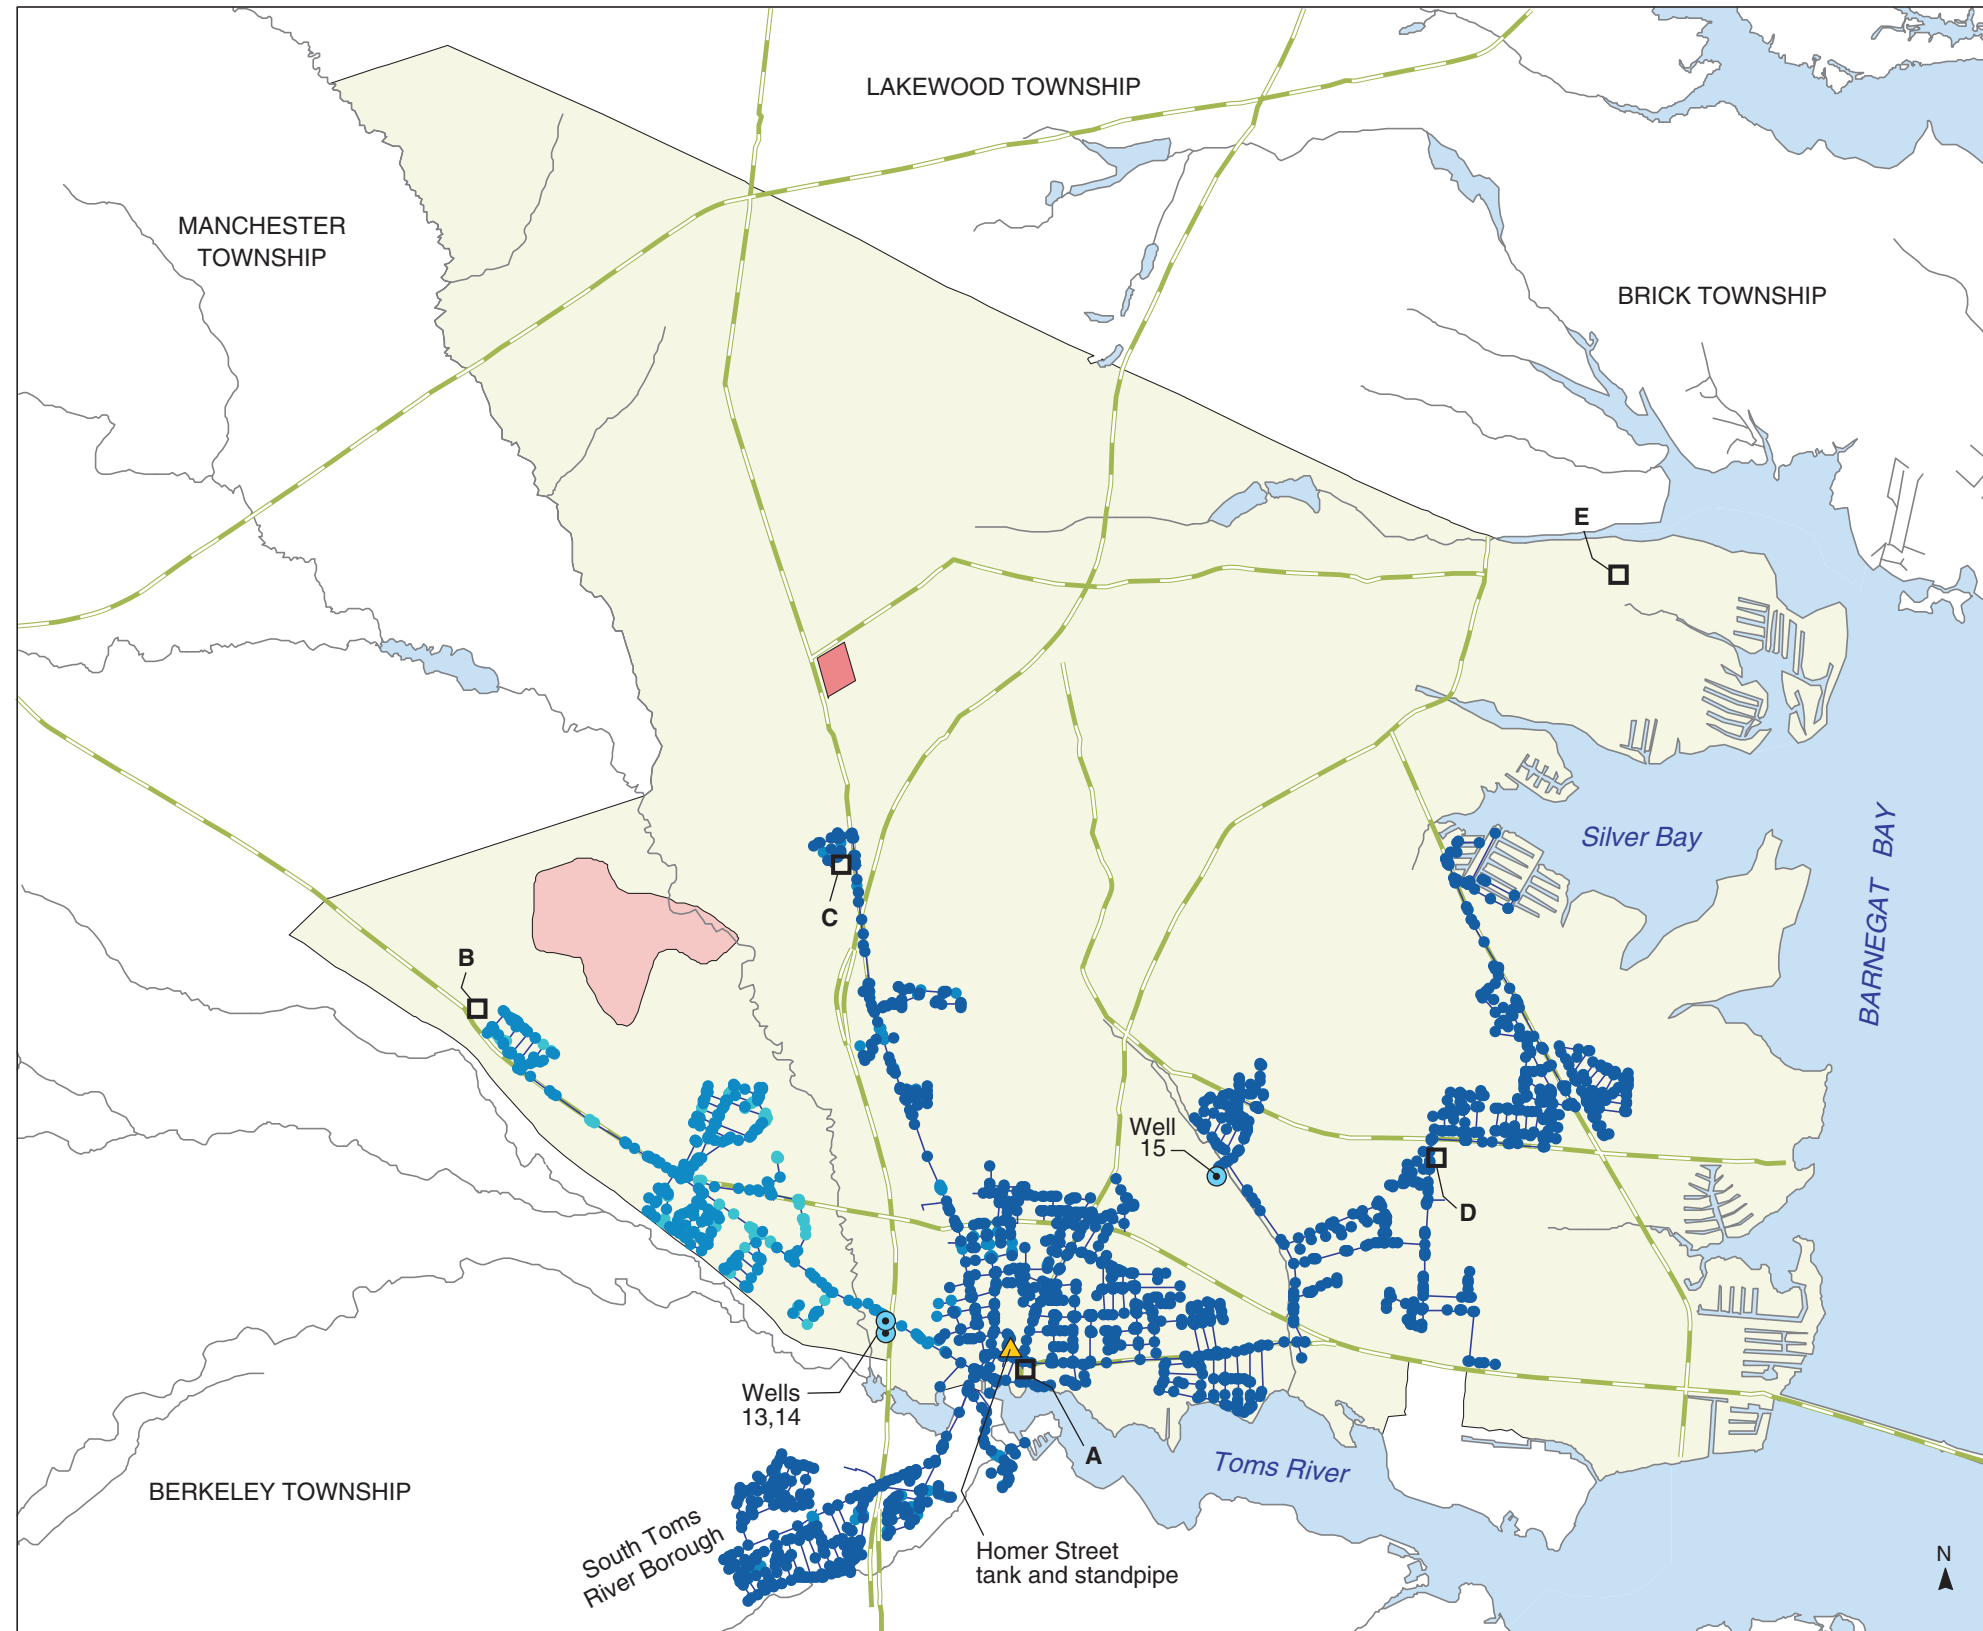 LAKEWOOD TOWNSHIP
MANCHESTER
TOWNSHIP
BRICK TOWNSHIP
E
Silver Bay
BARNEGAT BAY
C
B
Well
15
D
Wells
13,14
A
Toms River
BERKELEY TOWNSHIP
South Toms
River Borough
Homer Street
tank and standpipe
N